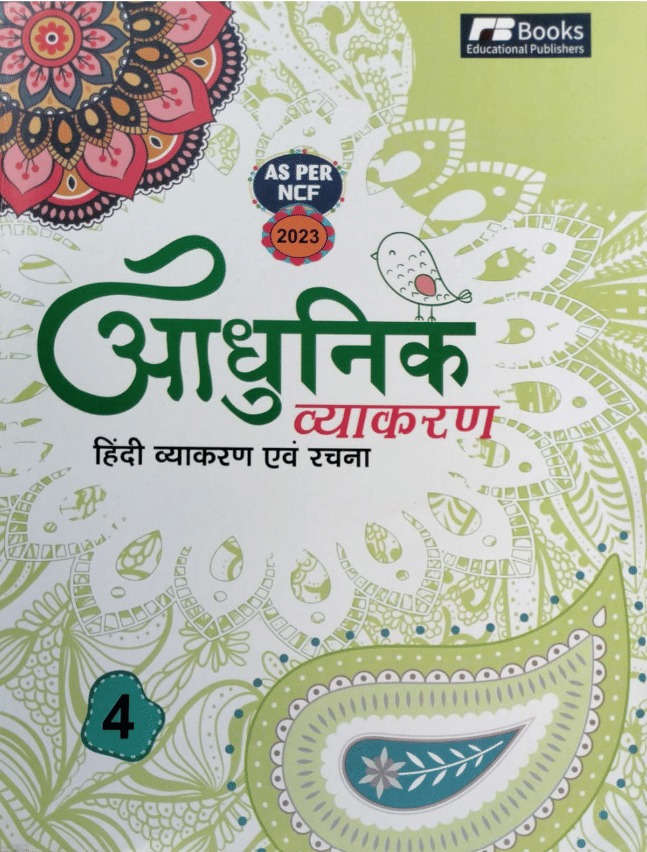 FB Books
Educational Publishers
AS PER
NCF
2023
आधुनिक
व्याकरण
हिंदी व्याकरण एवं रचना
4